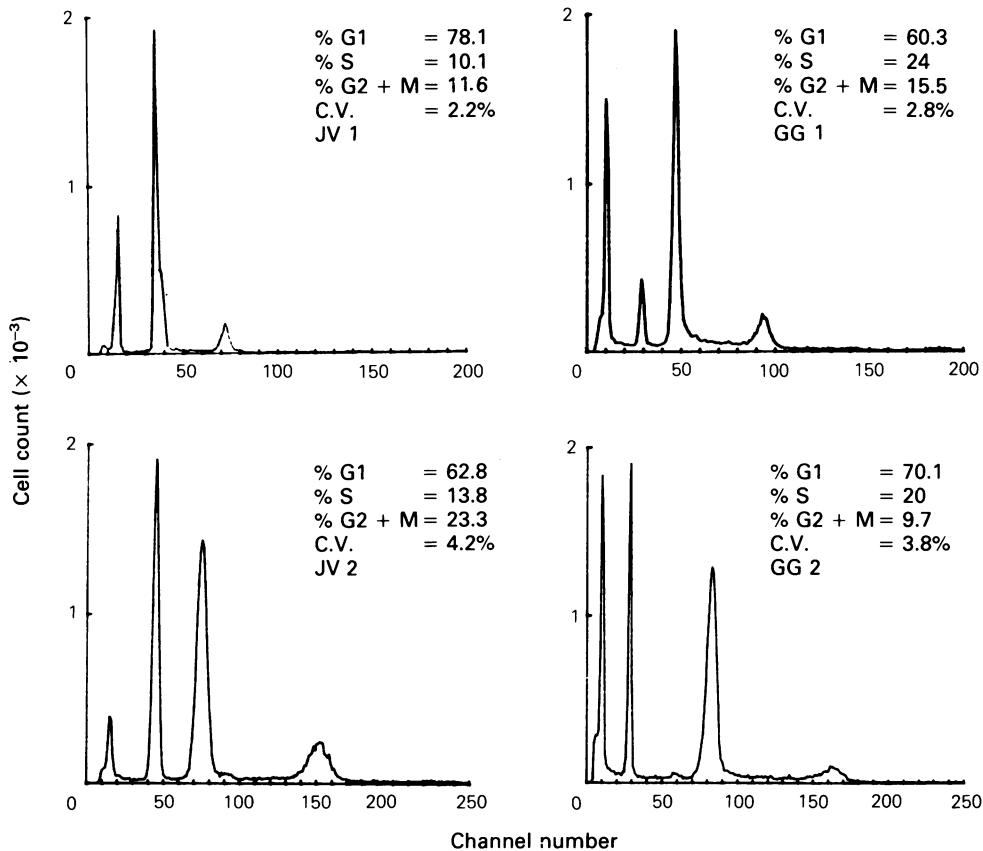 Cell count (× 10⁻³)
2
1
0 50 100 150 200
% G1 = 78.1
% S = 10.1
% G2 + M = 11.6
C.V. = 2.2%
JV 1
2
1
0 50 100 150 200
% G1 = 60.3
% S = 24
% G2 + M = 15.5
C.V. = 2.8%
GG 1
2
1
0 50 100 150 200 250
% G1 = 62.8
% S = 13.8
% G2 + M = 23.3
C.V. = 4.2%
JV 2
2
1
0 50 100 150 200 250
% G1 = 70.1
% S = 20
% G2 + M = 9.7
C.V. = 3.8%
GG 2
Channel number